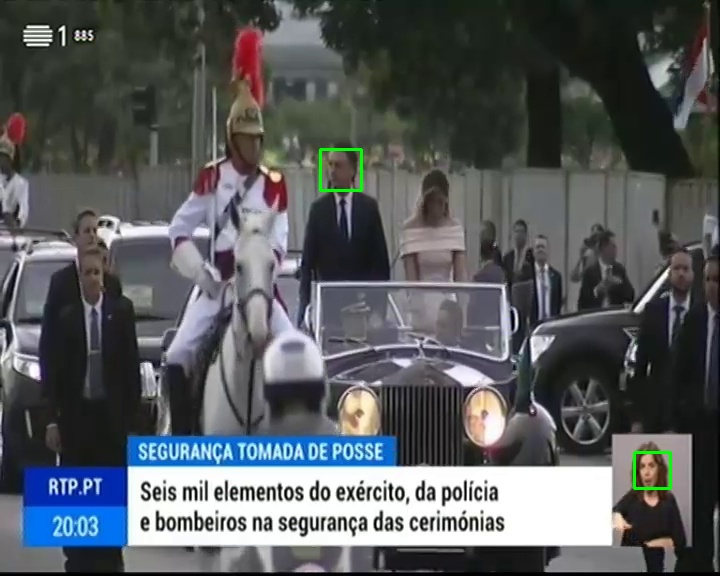 1 885
SEGURANÇA TOMADA DE POSSE
RTP.PT
Seis mil elementos do exército, da polícia
20:03
e bombeiros na segurança das cerimónias